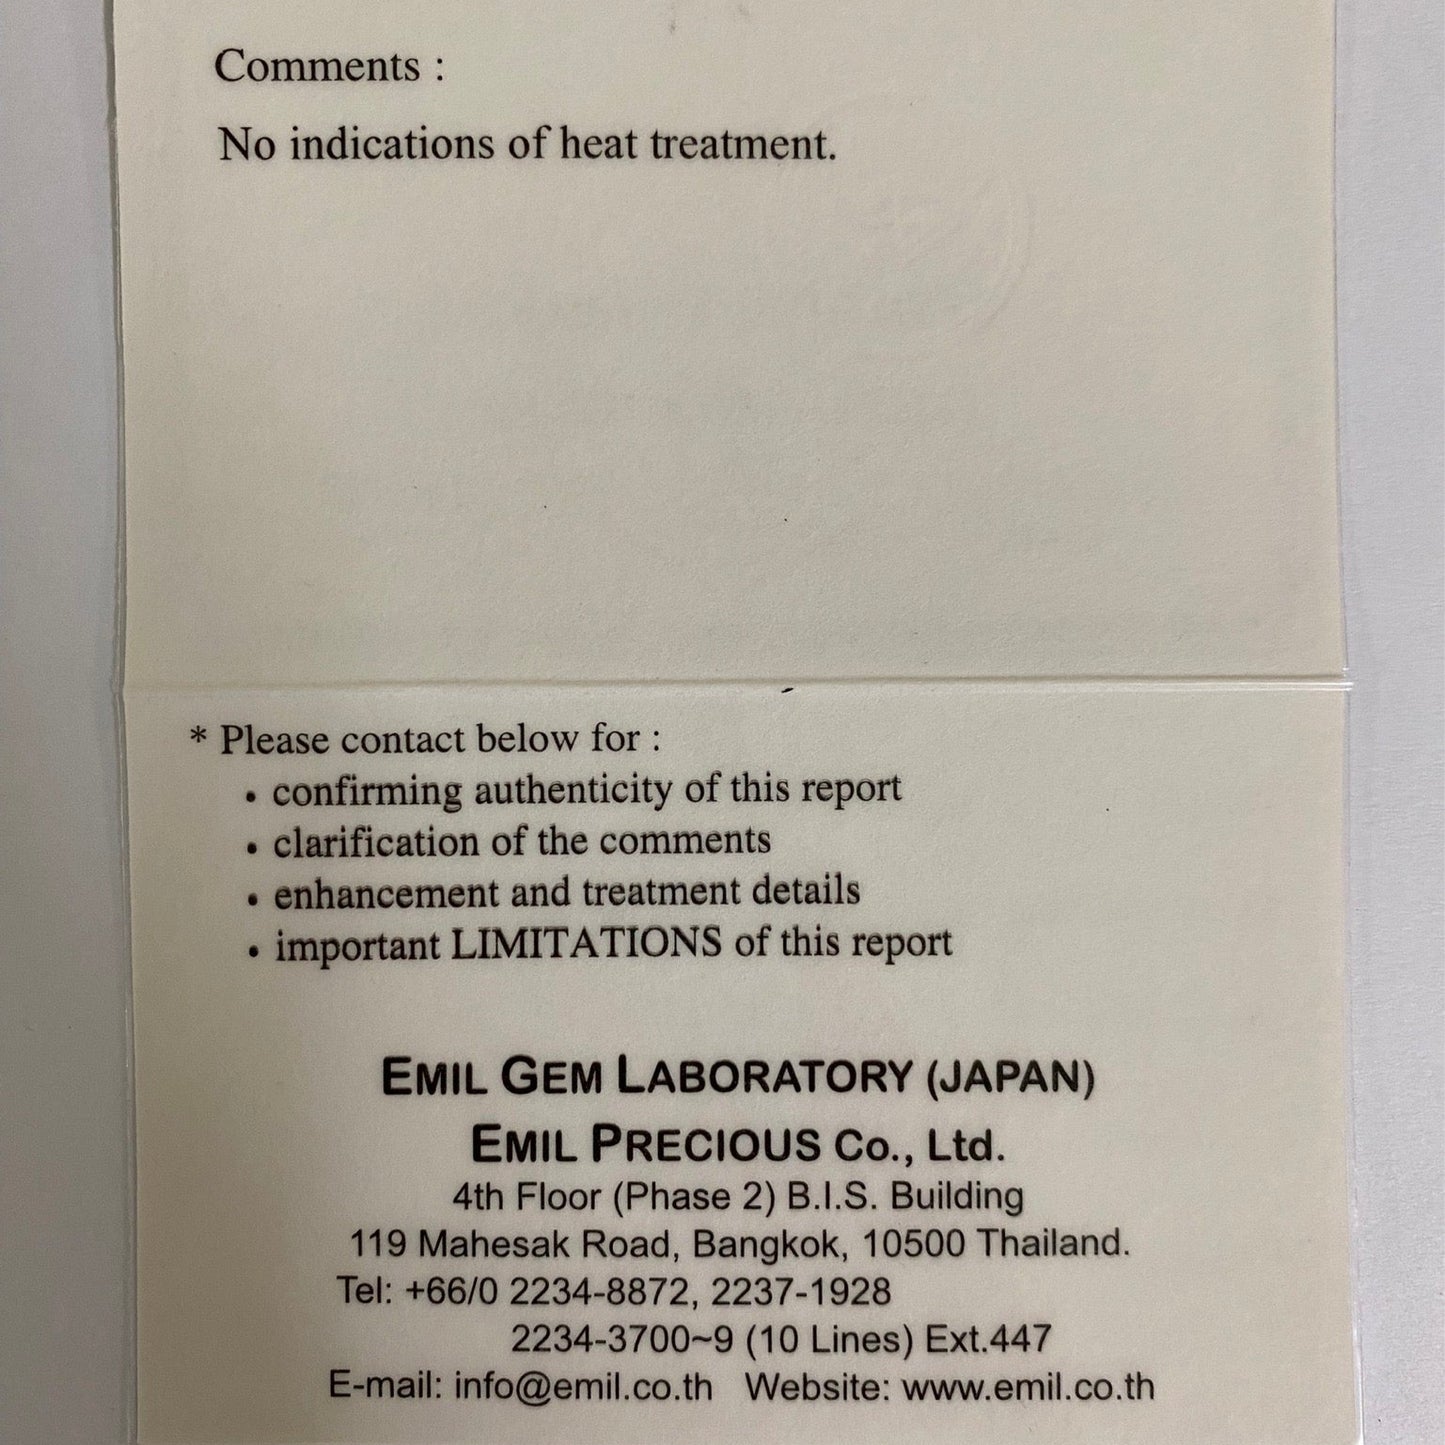 Comments :
No indications of heat treatment.
* Please contact below for :
• confirming authenticity of this report
• clarification of the comments
• enhancement and treatment details
• important LIMITATIONS of this report
EMIL GEM LABORATORY (JAPAN)
EMIL PRECIOUS Co., Ltd.
4th Floor (Phase 2) B.I.S. Building
119 Mahesak Road, Bangkok, 10500 Thailand.
Tel: +66/0 2234-8872, 2237-1928
2234-3700~9 (10 Lines) Ext.447
E-mail: info@emil.co.th Website: www.emil.co.th